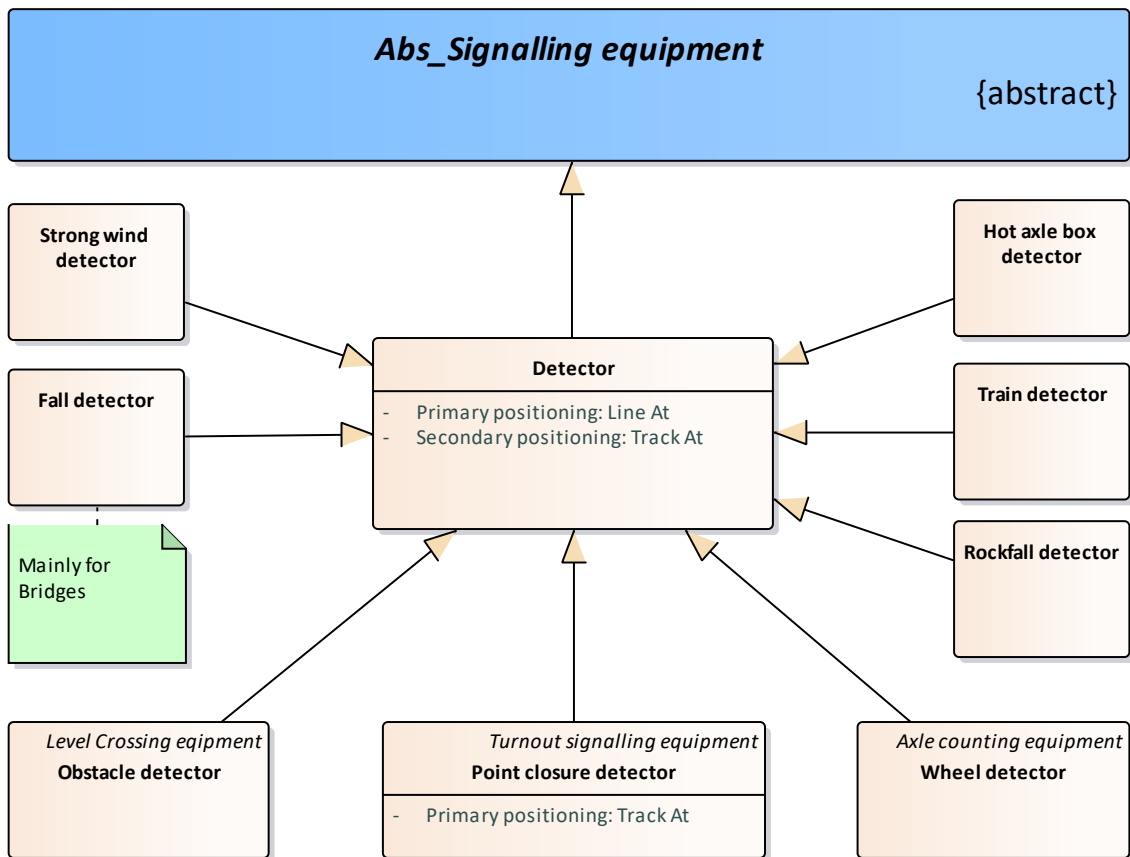 Abs_Signalling equipment
{abstract}
Strong wind
detector
Hot axle box
detector
Detector
- Primary positioning: Line At
- Secondary positioning: Track At
Fall detector
Train detector
Mainly for
Bridges
Rockfall detector
Level Crossing eqipment
Obstacle detector
Turnout signalling equipment
Point closure detector
- Primary positioning: Track At
Axle counting equipment
Wheel detector